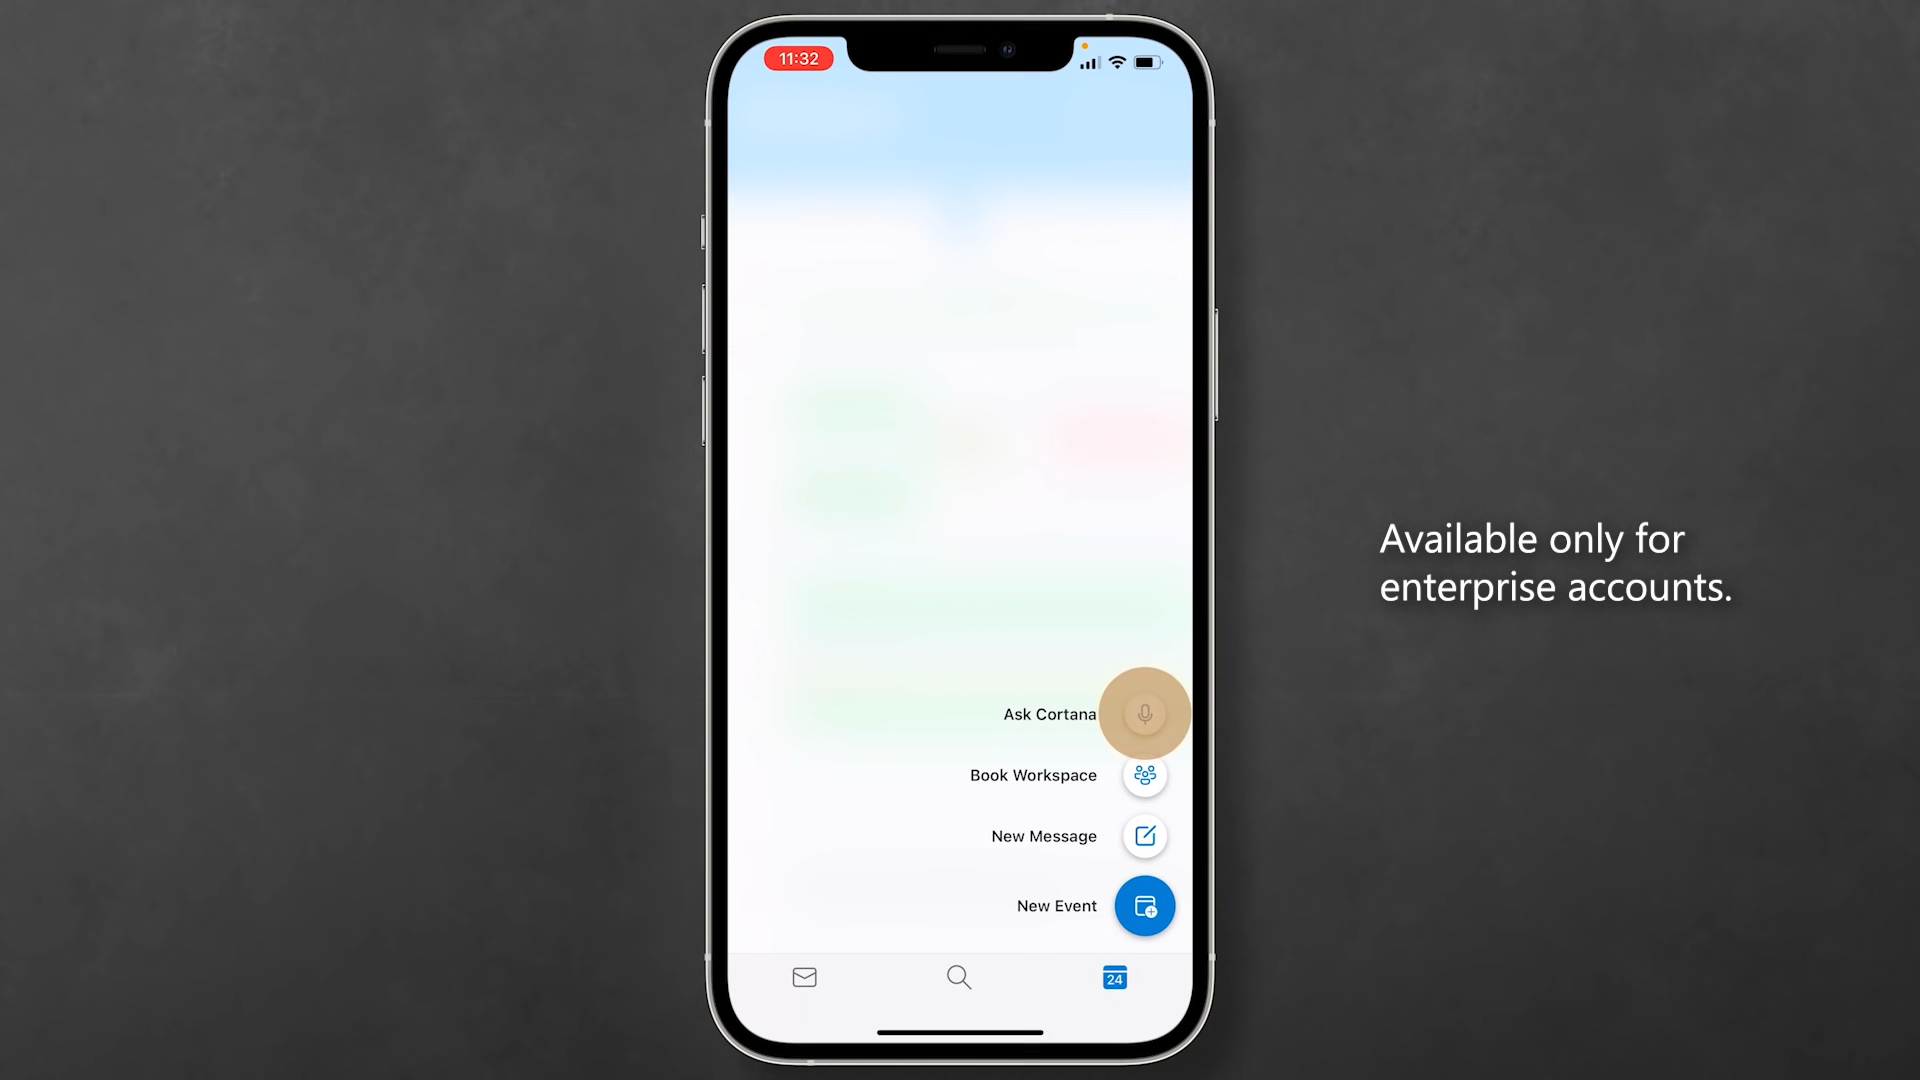 11:32
Available only for
enterprise accounts.
Ask Cortana
Book Workspace
New Message
New Event
24